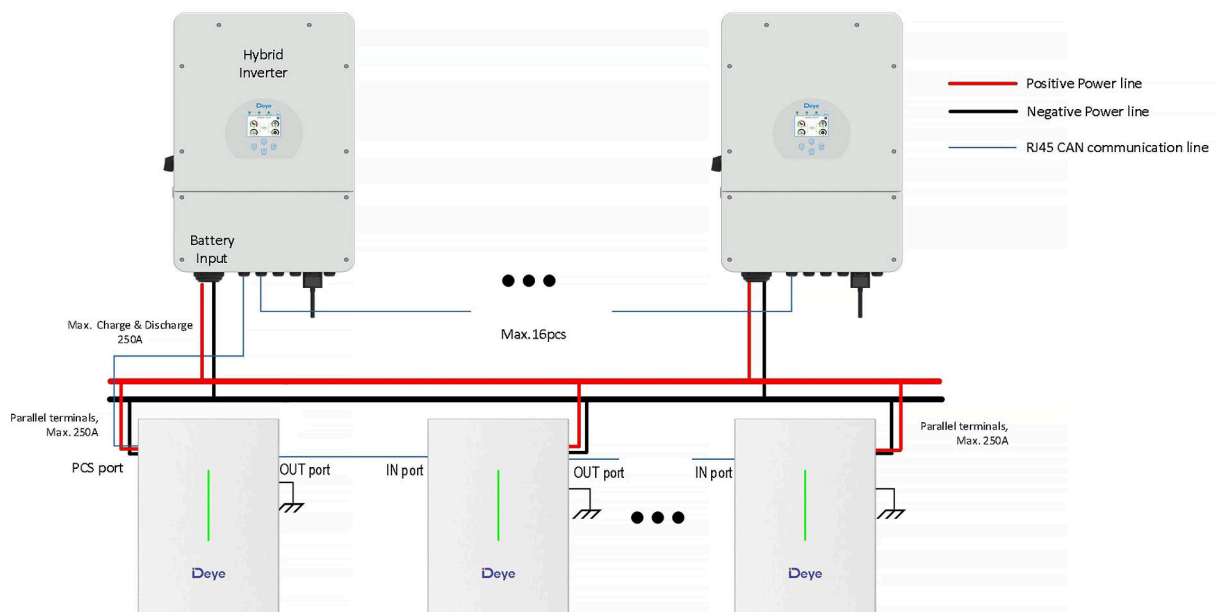 Hybrid
Inverter
Deye
Deye
Positive Power line
Negative Power line
RJ45 CAN communication line
Battery
Input
Max. Charge & Discharge
250A
Max.16pcs
Parallel terminals,
Max. 250A
Parallel terminals,
Max. 250A
PCS port
OUT port
IN port
OUT port
IN port
Deye
Deye
Deye